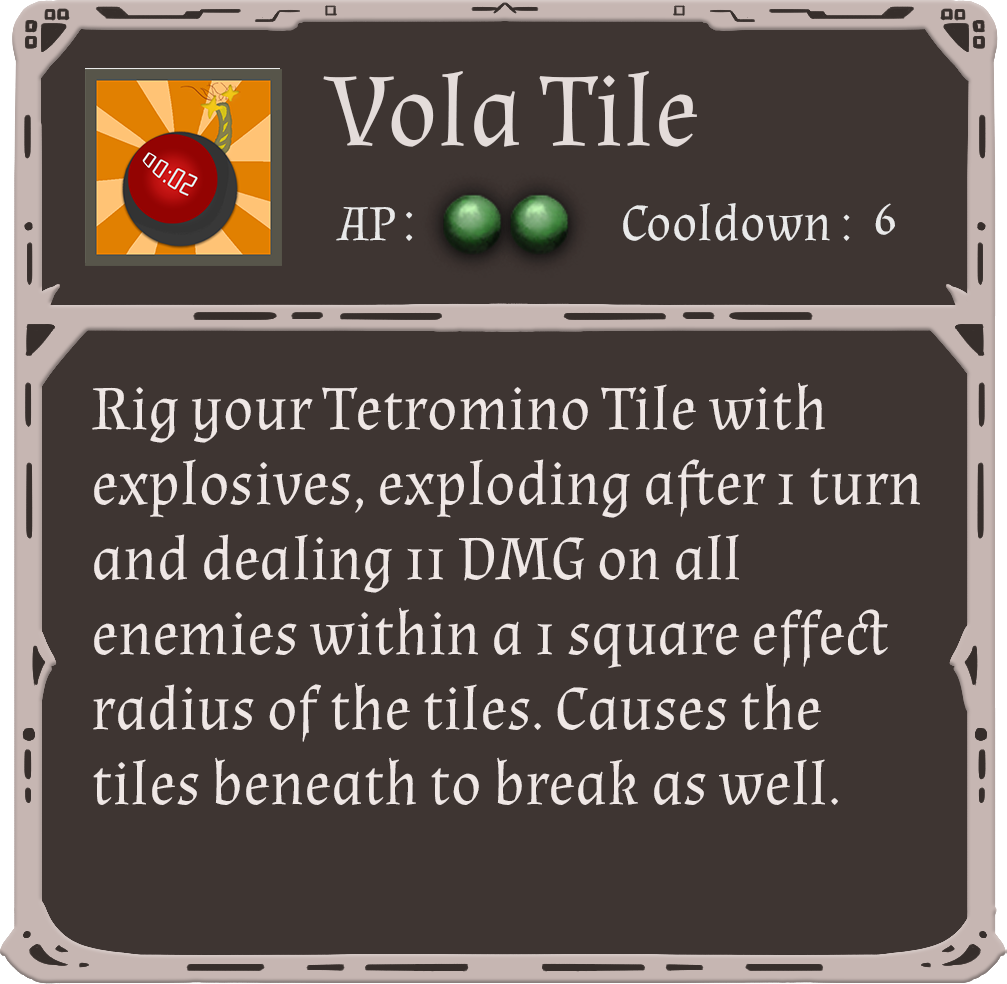 Vola Tile
00:02
AP: Cooldown: 6
Rig your Tetromino Tile with
explosives, exploding after 1 turn
and dealing 11 DMG on all
enemies within a 1 square effect
radius of the tiles. Causes the
tiles beneath to break as well.